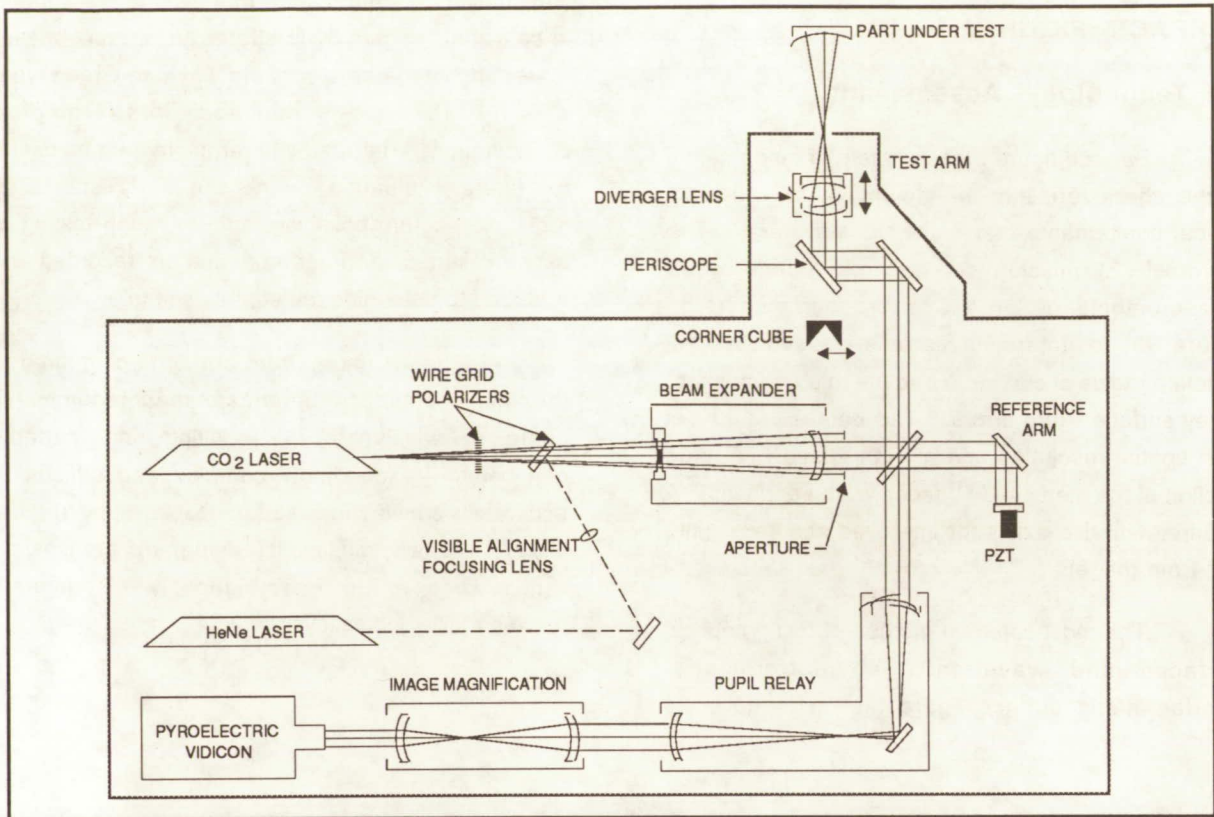 PART UNDER TEST
TEST ARM
DIVERGER LENS
PERISCOPE
CORNER CUBE
WIRE GRID
POLARIZERS
BEAM EXPANDER
REFERENCE
ARM
CO2 LASER
VISIBLE ALIGNMENT
FOCUSING LENS
APERTURE
PZT
HeNe LASER
IMAGE MAGNIFICATION
PUPIL RELAY
PYROELECTRIC
VIDICON